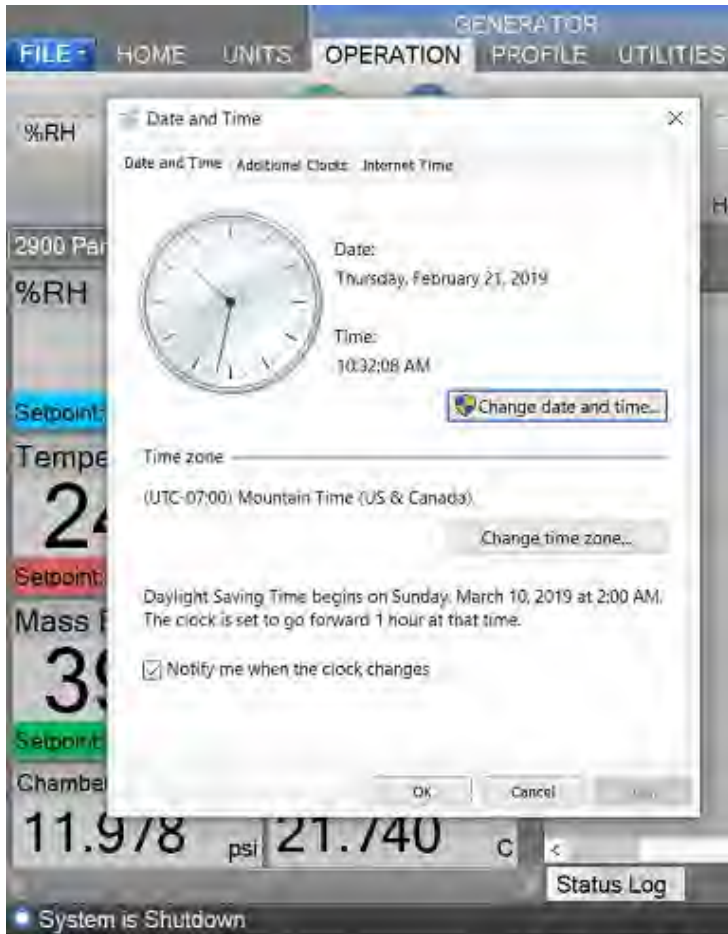 GENERATOR
FILE HOME UNITS OPERATION PROFILE UTILITIES
%RH
Date and Time
Date and Time Additional Clocks Internet Time
H
2900
%RH
Date:
Thursday, February 21, 2019
Time:
10:32:08 AM
Change date and time...
Setpoint:
Time zone
(UTC-07:00) Mountain Time (US & Canada)
Change time zone...
Setpoint:
Mass
Daylight Saving Time begins on Sunday, March 10, 2019 at 2:00 AM.
The clock is set to go forward 1 hour at that time.
Notify me when the clock changes
Setpoint:
OK Cancel
11.978 psi 21.740 C
<
Status Log
System is Shutdown